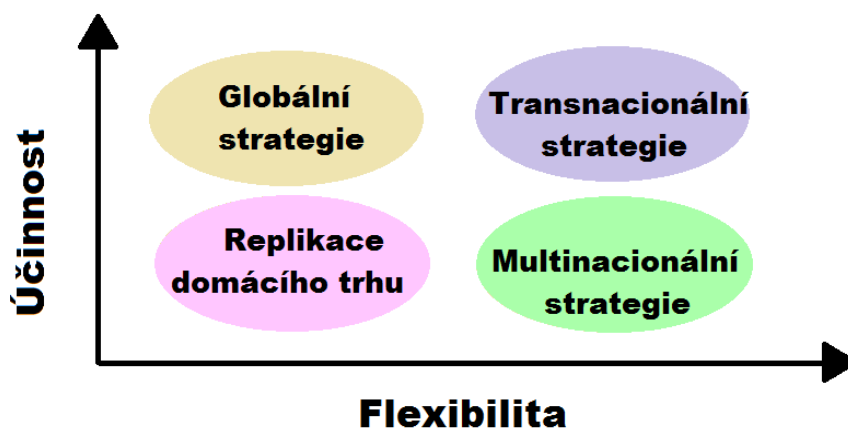 Účinnost
Globální
strategie
Transnacionální
strategie
Replikace
domácího trhu
Multinacionální
strategie
Flexibilita